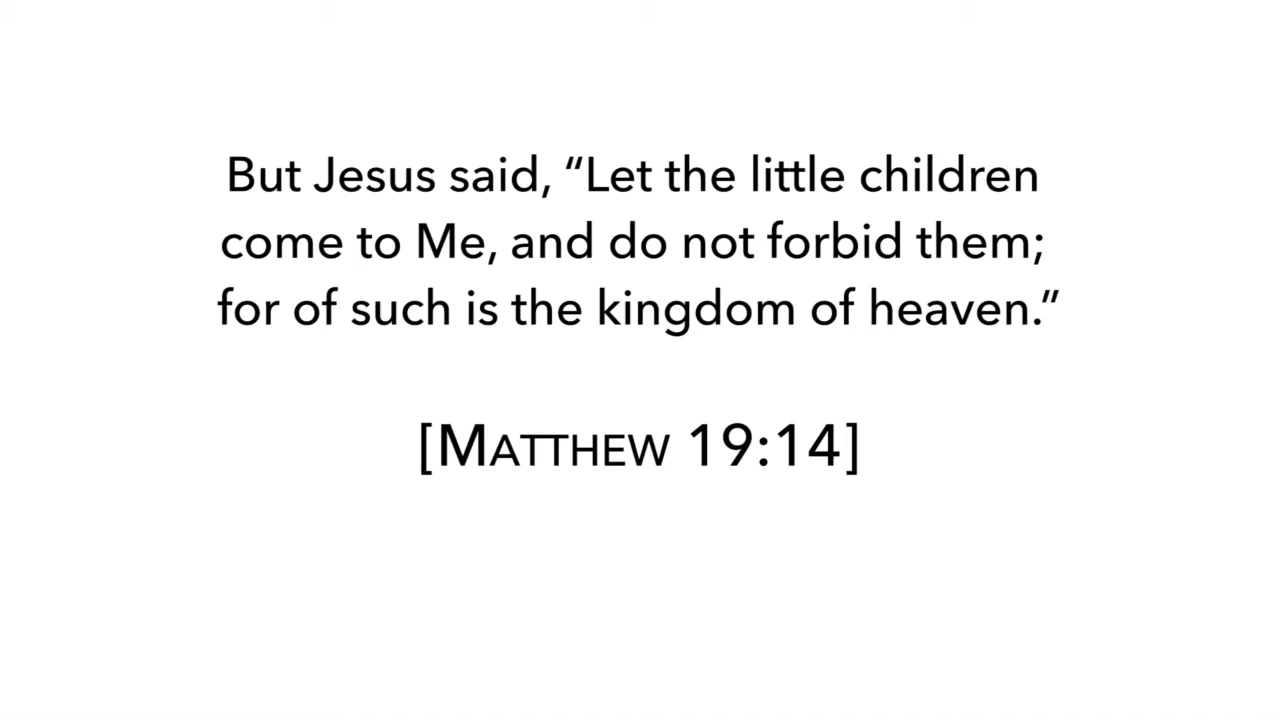 But Jesus said, “Let the little children
come to Me, and do not forbid them;
for of such is the kingdom of heaven.”
[MATTHEW 19:14]